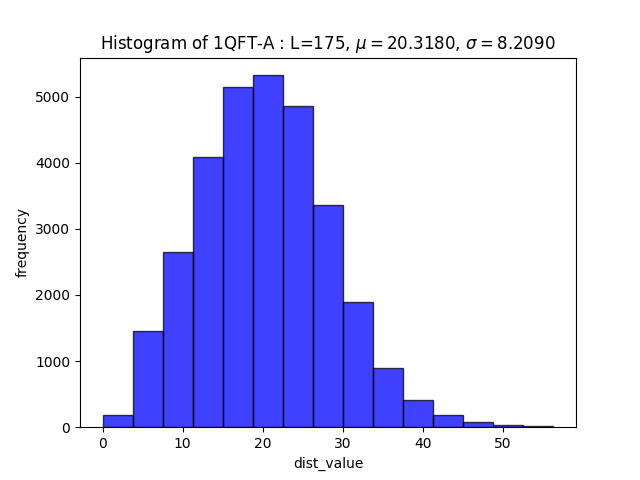 Histogram of 1QFT-A : L=175, μ = 20.3180, σ = 8.2090
5000
4000
3000
2000
1000
0
frequency
0 10 20 30 40 50
dist_value